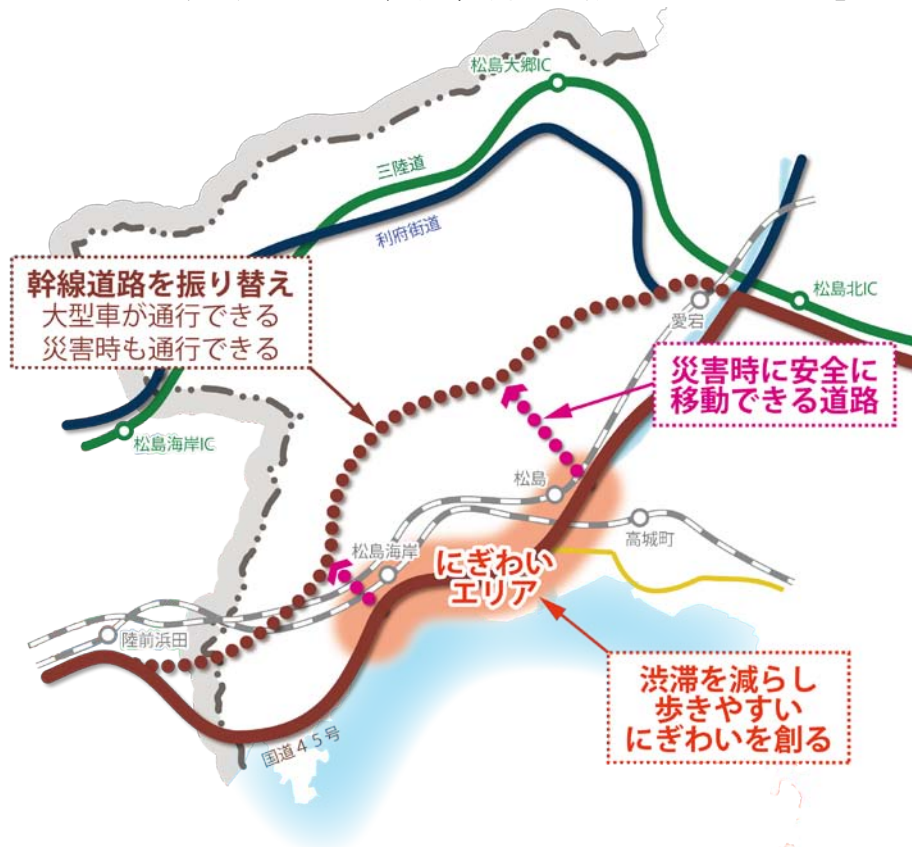 松島大郷IC
三陸道
利府街道
幹線道路を振り替え
大型車が通行できる
災害時も通行できる
松島北IC
愛宕
災害時に安全に
移動できる道路
松島海岸IC
松島
高城町
松島海岸
にぎわい
エリア
陸前浜田
渋滞を減らし
歩きやすい
にぎわいを創る
国道45号